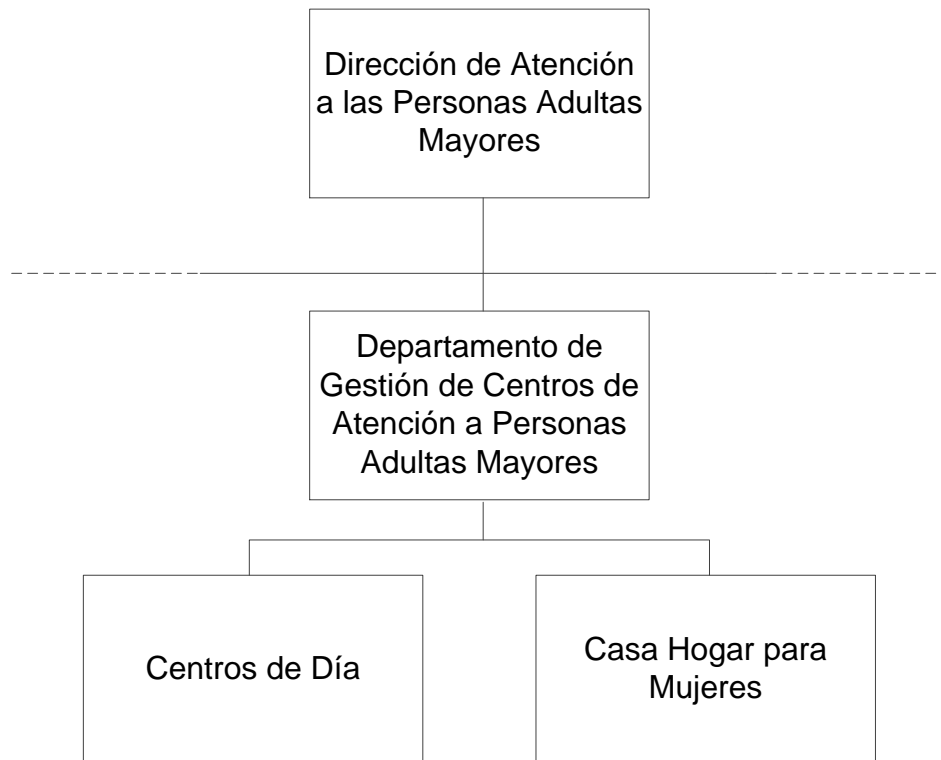 Dirección de Atención
a las Personas Adultas
Mayores
Departamento de
Gestión de Centros de
Atención a Personas
Adultas Mayores
Centros de Día
Casa Hogar para
Mujeres